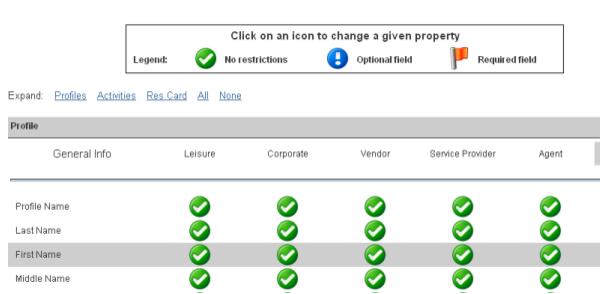 Click on an icon to change a given property
Legend: No restrictions Optional field Required field
Expand: Profiles Activities Res.Card All None
Profile
General Info Leisure Corporate Vendor Service Provider Agent
Profile Name
Last Name
First Name
Middle Name